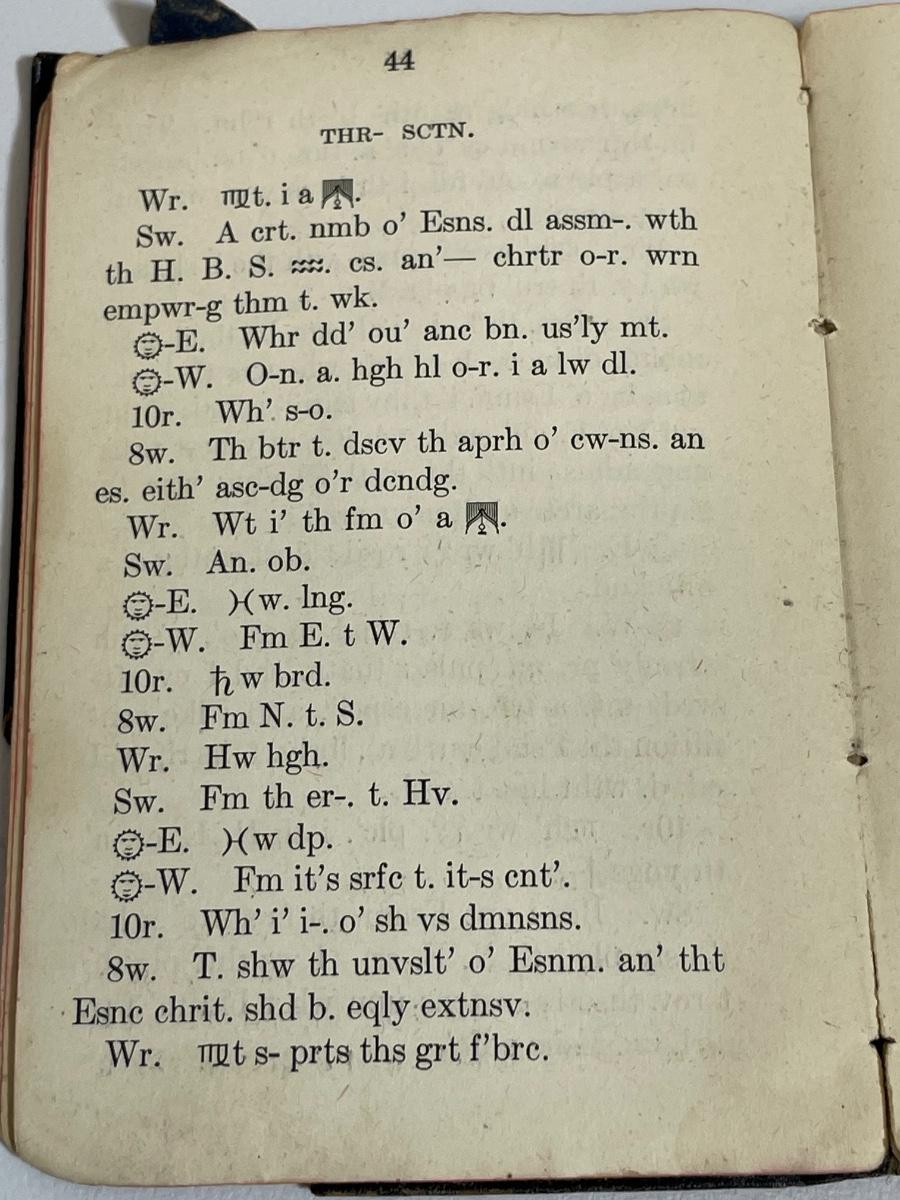 44
THR- SCTN.
Wr. ♍t. i a
Sw. A crt. nmb o' Esns. dl assm-. wth
th H. B. S. ♒. cs. an'— chrtr o-r. wrn
empwr-g thm t. wk.
-E. Whr dd' ou' anc bn. us'ly mt.
-W. O-n. a. hgh hl o-r. i a lw dl.
10r. Wh'. s-o.
8w. Th btr t. dscv th aprh o' cw-ns. an
es. eith' asc-dg o'r dcndg.
Wr. Wt i' th fm o' a
Sw. An. ob.
-E. ♓w. lng.
-W. Fm E. t W.
10r. ♄ w brd.
8w. Fm N. t. S.
Wr. Hw hgh.
Sw. Fm th er-. t. Hv.
-E. ♓w dp.
-W. Fm it's srfc t. it-s cnt'.
10r. Wh' i' i-. o' sh vs dmnsns.
8w. T. shw th unvslt' o' Esnm. an' tht
Esnc chrit. shd b. eqly extnsv.
Wr. ♍t s- prts ths grt f'brc.